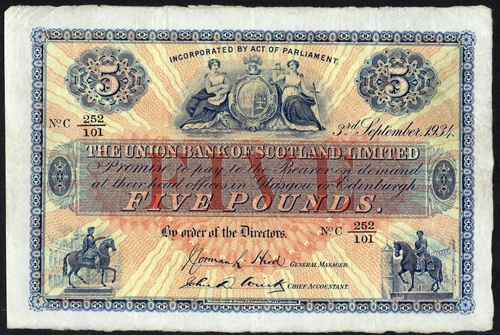 INCORPORATED BY ACT OF PARLIAMENT.
5 5
No C 252/101
3rd September, 1934.
THE UNION BANK OF SCOTLAND LIMITED
FIVE
Promise to pay to the Bearer on demand
at their head offices in Glasgow or Edinburgh
FIVE POUNDS.
By order of the Directors. No C 252/101
GENERAL MANAGER.
CHIEF ACCOUNTANT.